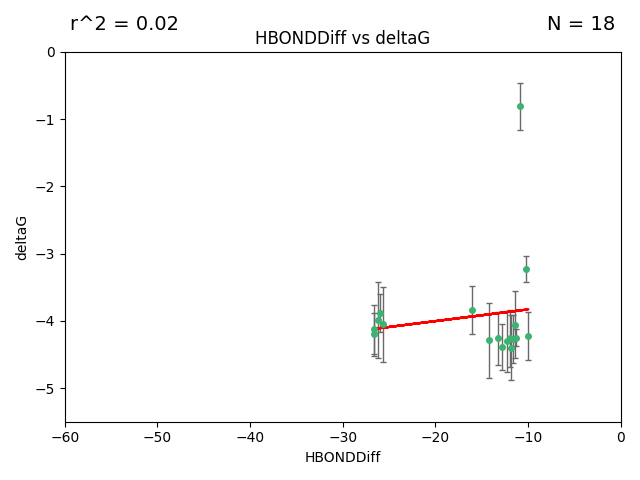 r^2 = 0.02
N = 18
HBONDDiff vs deltaG
0
−1
−2
−3
−4
−5
deltaG
−60
−50
−40
−30
−20
−10
0
HBONDDiff